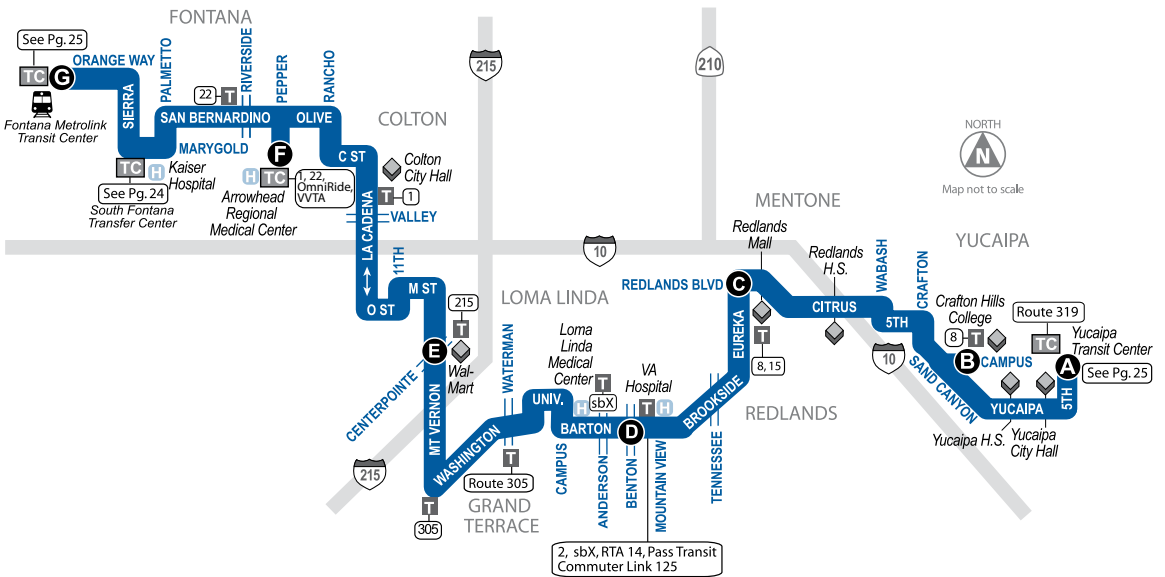 FONTANA
See Pg. 25
TC
G
ORANGE WAY
Fontana Metrolink
Transit Center
SIERRA
PALMETTO
SAN BERNARDINO
MARYGOLD
TC
H
Kaiser
Hospital
See Pg. 24
South Fontana
Transfer Center
22
T
RIVERSIDE
PEPPER
OLIVE
RANCHO
F
H
TC
1, 22,
OmniRide,
VVTA
Arrowhead
Regional
Medical Center
COLTON
C ST
Colton
City Hall
T
1
VALLEY
LA CADENA
O ST
11TH
M ST
215
210
10
NORTH
N
Map not to scale
215
T
E
Wal-
Mart
CENTERPOINTE
MT VERNON
215
T
305
WASHINGTON
WATERMAN
T
Route 305
GRAND
TERRACE
LOMA LINDA
Loma
Linda
Medical
Center
UNIV.
H
T
sbX
CAMPUS
BARTON
ANDERSON
D
BENTON
VA
Hospital
T
H
MOUNTAIN VIEW
2, sbX, RTA 14, Pass Transit
Commuter Link 125
BROOKSIDE
TENNESSEE
REDLANDS
EUREKA
REDLANDS BLVD
C
MENTONE
Redlands
Mall
T
8, 15
Redlands
H.S.
CITRUS
WABASH
5TH
10
CRAFTON
SAND CANYON
YUCAIPA
Crafton Hills
College
8
T
B
CAMPUS
Route 319
TC
Yucaipa
Transit Center
A
See Pg. 25
5TH
YUCAIPA
Yucaipa H.S.
Yucaipa
City Hall